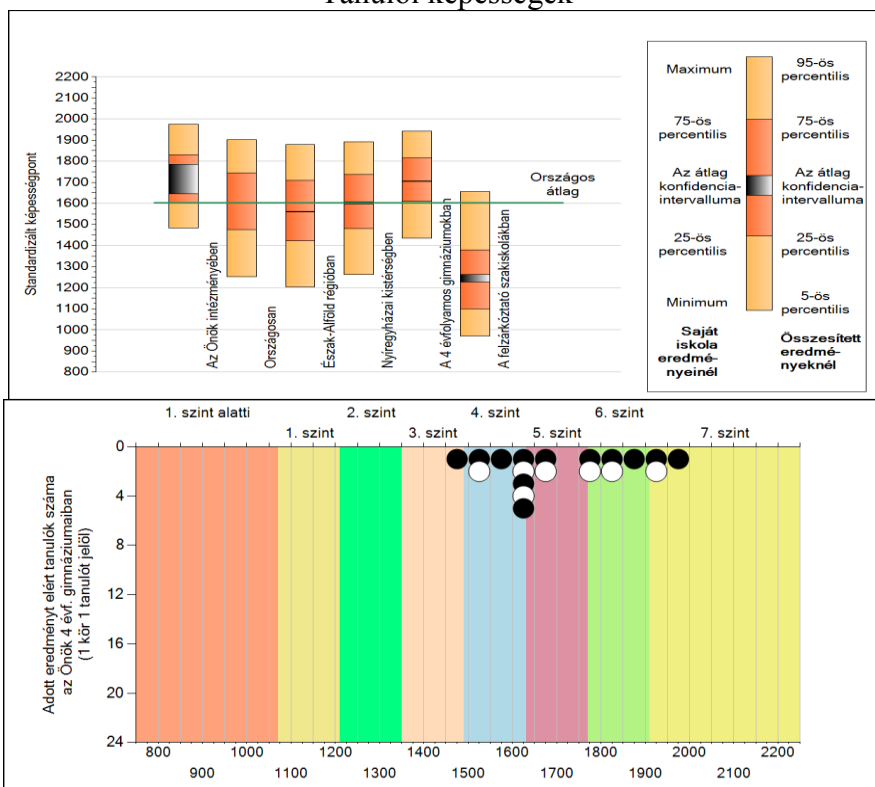 Tanulói képességek
2200
2100
2000
1900
1800
1700
1600
1500
1400
1300
1200
1100
1000
900
800
Standardizált képességpont
Országos
átlag
Az Önök intézményében
Országosan
Észak-Alföld régióban
Nyíregyházai kistérségben
A 4 évfolyamos gimnáziumokban
A felzárkóztató szakiskolákban
Maximum
95-ös
percentilis
75-ös
percentilis
75-ös
percentilis
Az átlag
konfidencia-
intervalluma
Az átlag
konfidencia-
intervalluma
25-ös
percentilis
25-ös
percentilis
Minimum
5-ös
percentilis
Saját
iskola
eredmé-
nyeinél
Összesített
eredmé-
nyeknél
1. szint alatti
1. szint
2. szint
3. szint
4. szint
5. szint
6. szint
7. szint
0
4
8
12
16
20
24
Adott eredményt elért tanulók száma
az Önök 4 évf. gimnáziumaiban
(1 kör 1 tanulót jelöl)
800 1000 1200 1400 1600 1800 2000 2200
900 1100 1300 1500 1700 1900 2100